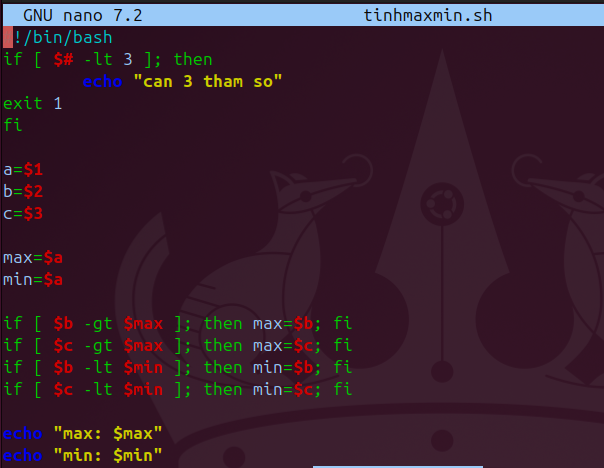 GNU nano 7.2 tinhmaxmin.sh
#!/bin/bash
if [ $# -lt 3 ]; then
        echo "can 3 tham so"
exit 1
fi

a=$1
b=$2
c=$3

max=$a
min=$a

if [ $b -gt $max ]; then max=$b; fi
if [ $c -gt $max ]; then max=$c; fi
if [ $b -lt $min ]; then min=$b; fi
if [ $c -lt $min ]; then min=$c; fi

echo "max: $max"
echo "min: $min"